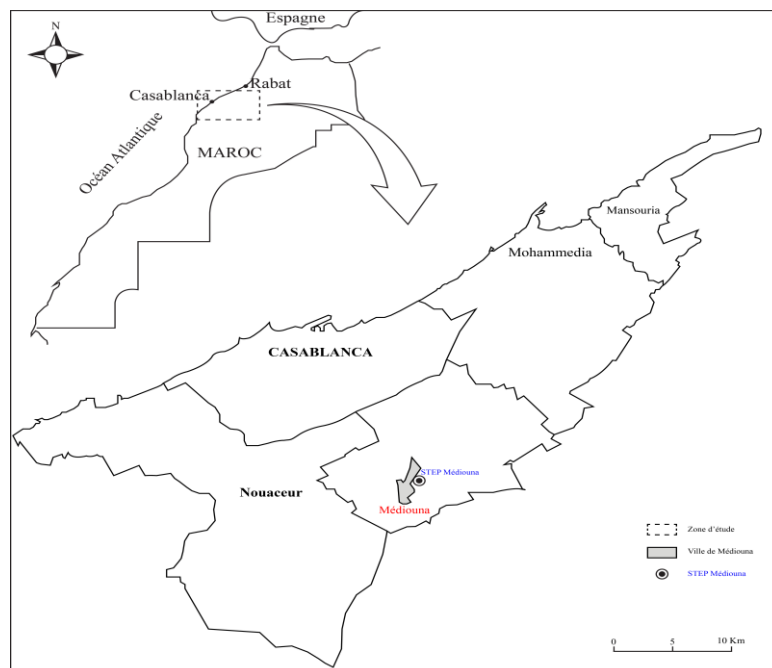 N
Espagne
Rabat
Casablanca
Océan Atlantique
MAROC
Mansouria
Mohammedia
CASABLANCA
STEP Médiouna
Nouaceur
Médiouna
Zone d'étude
Ville de Médiouna
STEP Médiouna
0 5 10 Km